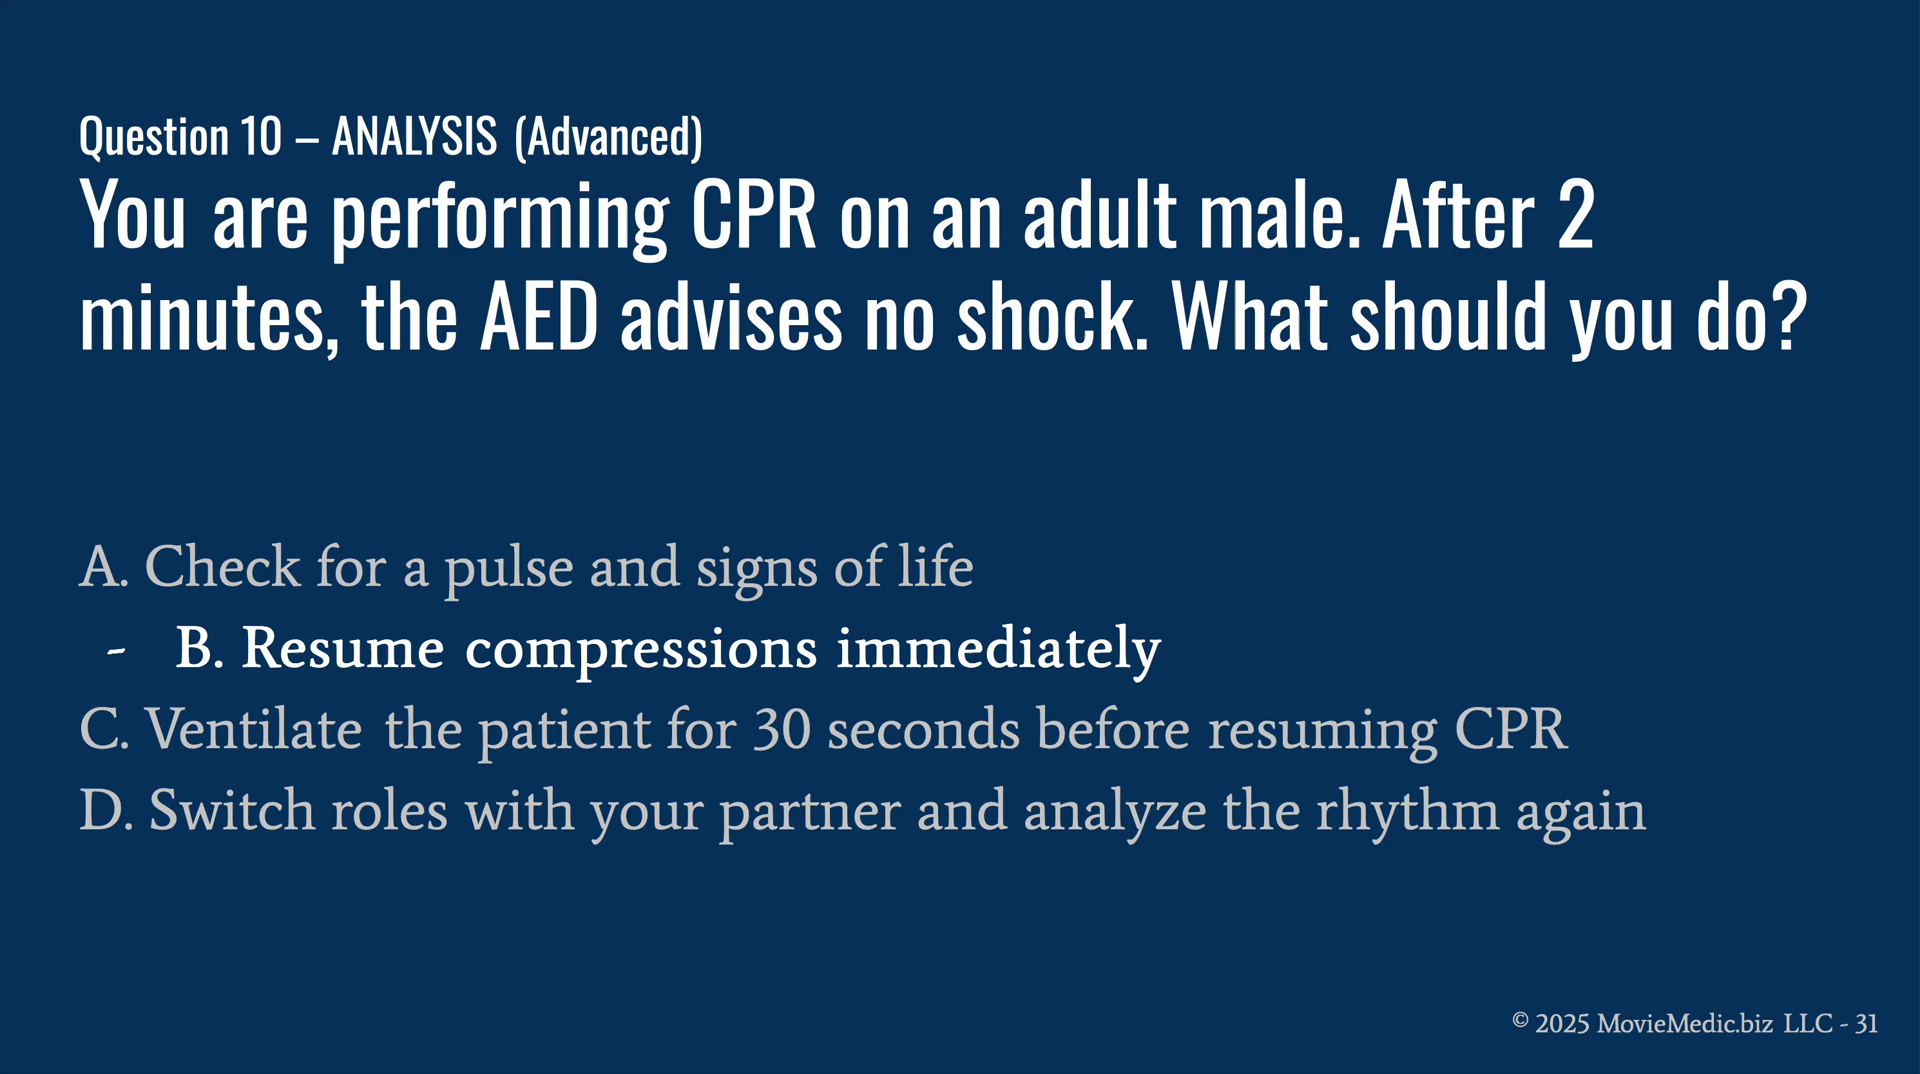 Question 10 – ANALYSIS (Advanced)
You are performing CPR on an adult male. After 2
minutes, the AED advises no shock. What should you do?
A. Check for a pulse and signs of life
- B. Resume compressions immediately
C. Ventilate the patient for 30 seconds before resuming CPR
D. Switch roles with your partner and analyze the rhythm again
© 2025 MovieMedic.biz LLC - 31